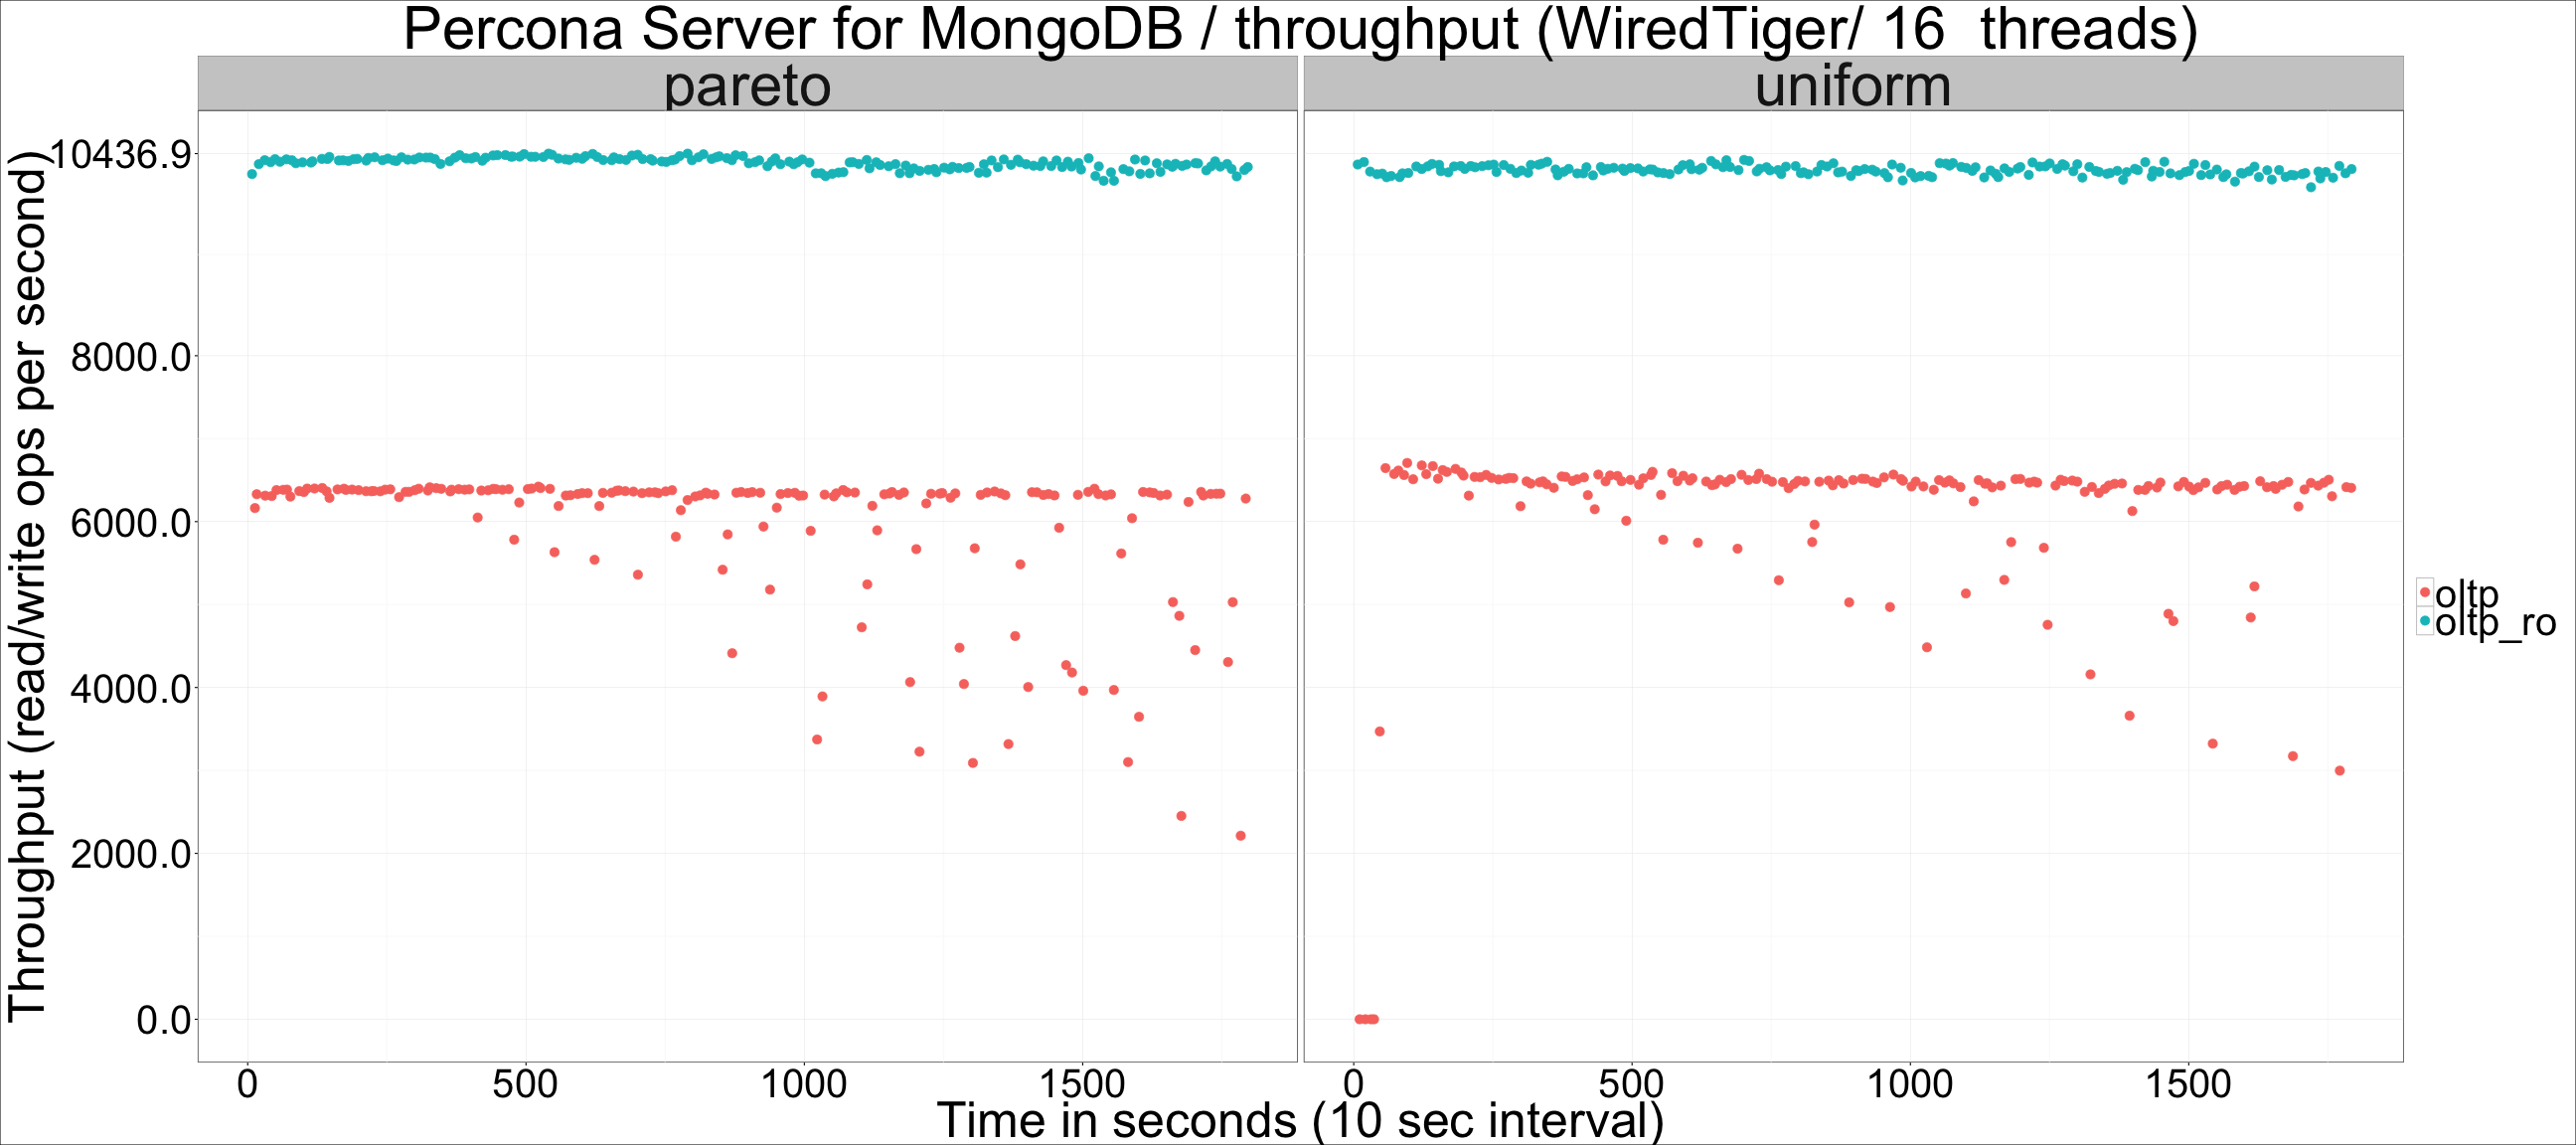 Percona Server for MongoDB / throughput (WiredTiger/ 16  threads)
pareto
uniform
Throughput (read/write ops per second)
10436.9
8000.0
6000.0
4000.0
2000.0
0.0
oltp
oltp_ro
0 500 1000 1500
0 500 1000 1500
Time in seconds (10 sec interval)